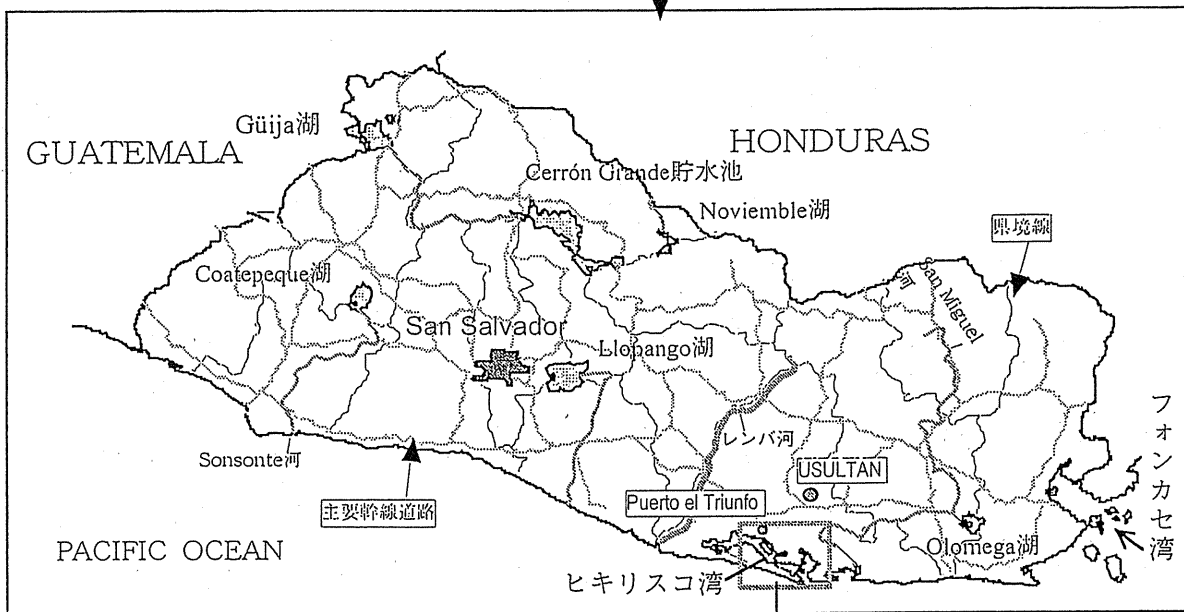 Güija湖
GUATEMALA
HONDURAS
Cerrón Grande貯水池
Noviemble湖
県境線
Coatepeque湖
河
San Miguel
San Salvador
Llopango湖
フォンカセ湾
レンパ河
Sonsonte河
USULTAN
主要幹線道路
Puerto el Triunfo
PACIFIC OCEAN
Olomega湖
ヒキリスコ湾